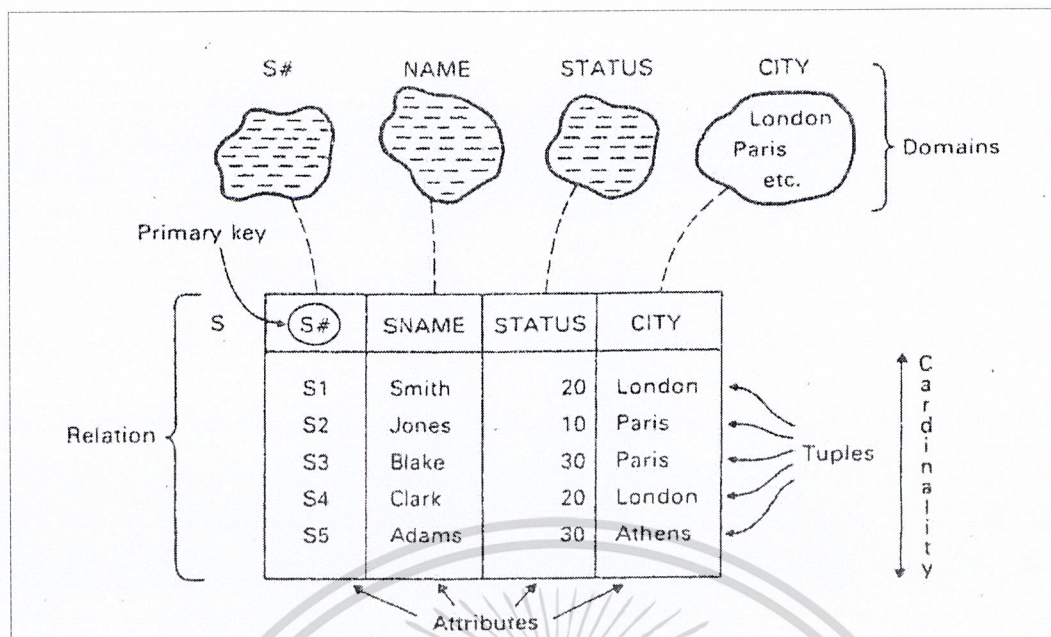 S# NAME STATUS CITY
London
Paris
etc.
Domains
Primary key
S S# SNAME STATUS CITY
S1 Smith 20 London
S2 Jones 10 Paris
S3 Blake 30 Paris
S4 Clark 20 London
S5 Adams 30 Athens
Relation
Tuples
Cardinality
Attributes